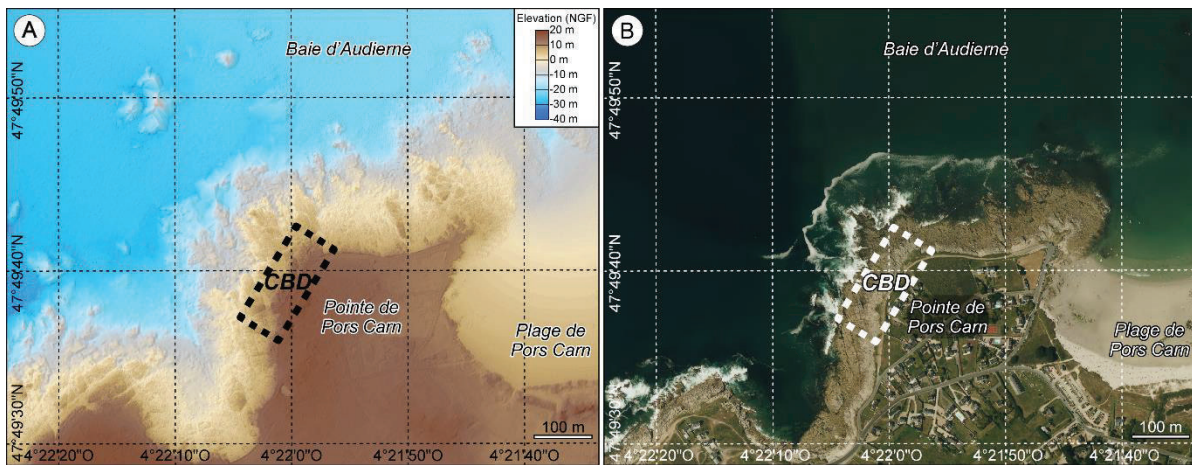 A
Baie d'Audierne
Elevation (NGF)
20 m
10 m
0 m
-10 m
-20 m
-30 m
-40 m
47°49'50"N
47°49'40"N
47°49'30"N
CBD
Pointe de
Pors Carn
Plage de
Pors Carn
100 m
4°22'20"O
4°22'10"O
4°22'0"O
4°21'50"O
4°21'40"O
B
Baie d'Audierne
47°49'50"N
47°49'40"N
47°49'30"N
CBD
Pointe de
Pors Carn
Plage de
Pors Carn
100 m
4°22'20"O
4°22'10"O
4°22'0"O
4°21'50"O
4°21'40"O